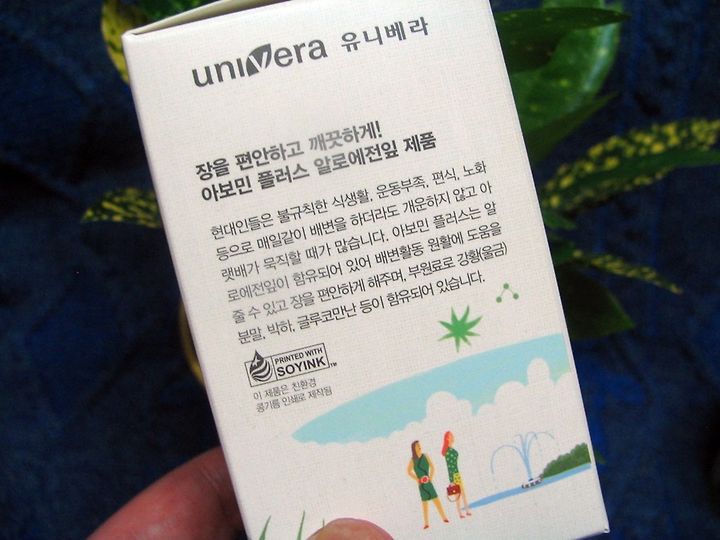 univera 유니베라
장을 편안하고 깨끗하게!
아보민 플러스 알로에전잎 제품
현대인들은 불규칙한 식생활, 운동부족, 편식, 노화
등으로 매일같이 배변을 하더라도 개운하지 않고 아
랫배가 묵직할 때가 많습니다. 아보민 플러스는 알
로에전잎이 함유되어 있어 배변활동 원활에 도움을
줄 수 있고 장을 편안하게 해주며, 부원료로 강황(울금)
분말, 박하, 글루코만난 등이 함유되어 있습니다.
PRINTED WITH
SOYINK™
이 제품은 친환경
콩기름 인쇄로 제작됨